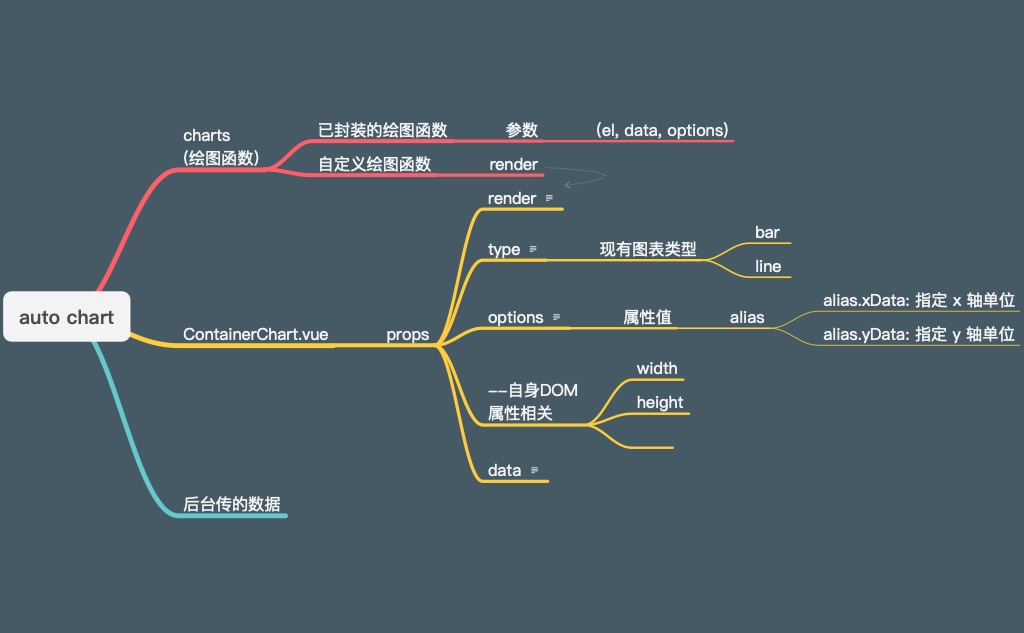 auto chart
charts
(绘图函数)
已封装的绘图函数
参数
(el, data, options)
自定义绘图函数
render
ContainerChart.vue
props
render
type
现有图表类型
bar
line
options
属性值
alias
alias.xData: 指定 x 轴单位
alias.yData: 指定 y 轴单位
--自身DOM
属性相关
width
height
data
后台传的数据